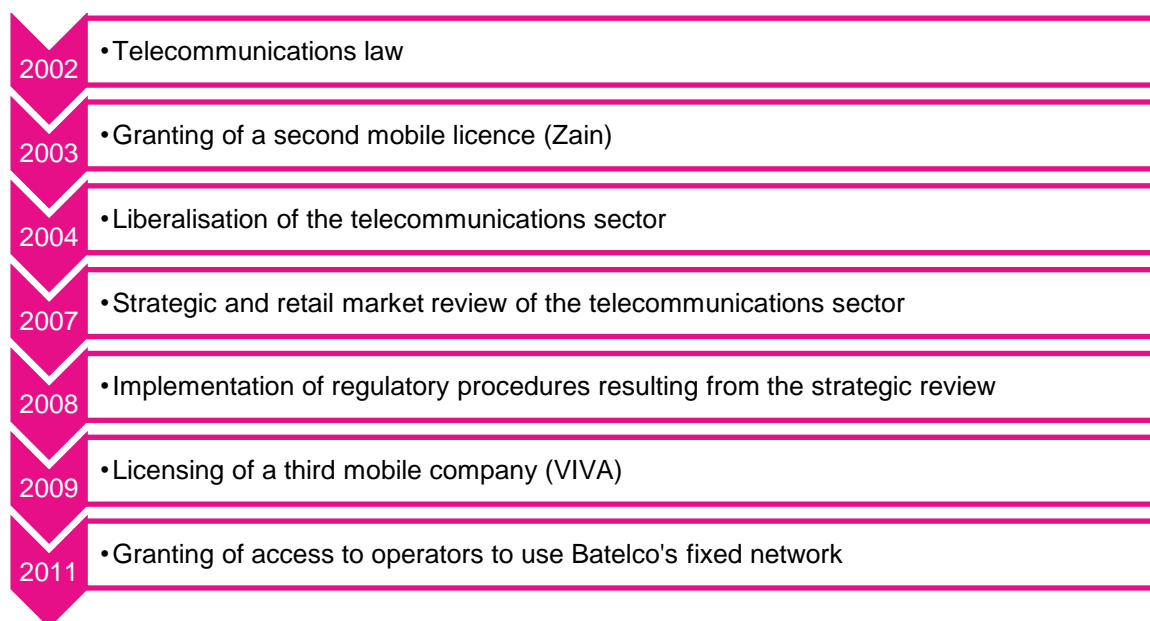 2002
•Telecommunications law
2003
•Granting of a second mobile licence (Zain)
2004
•Liberalisation of the telecommunications sector
2007
•Strategic and retail market review of the telecommunications sector
2008
•Implementation of regulatory procedures resulting from the strategic review
2009
•Licensing of a third mobile company (VIVA)
2011
•Granting of access to operators to use Batelco's fixed network